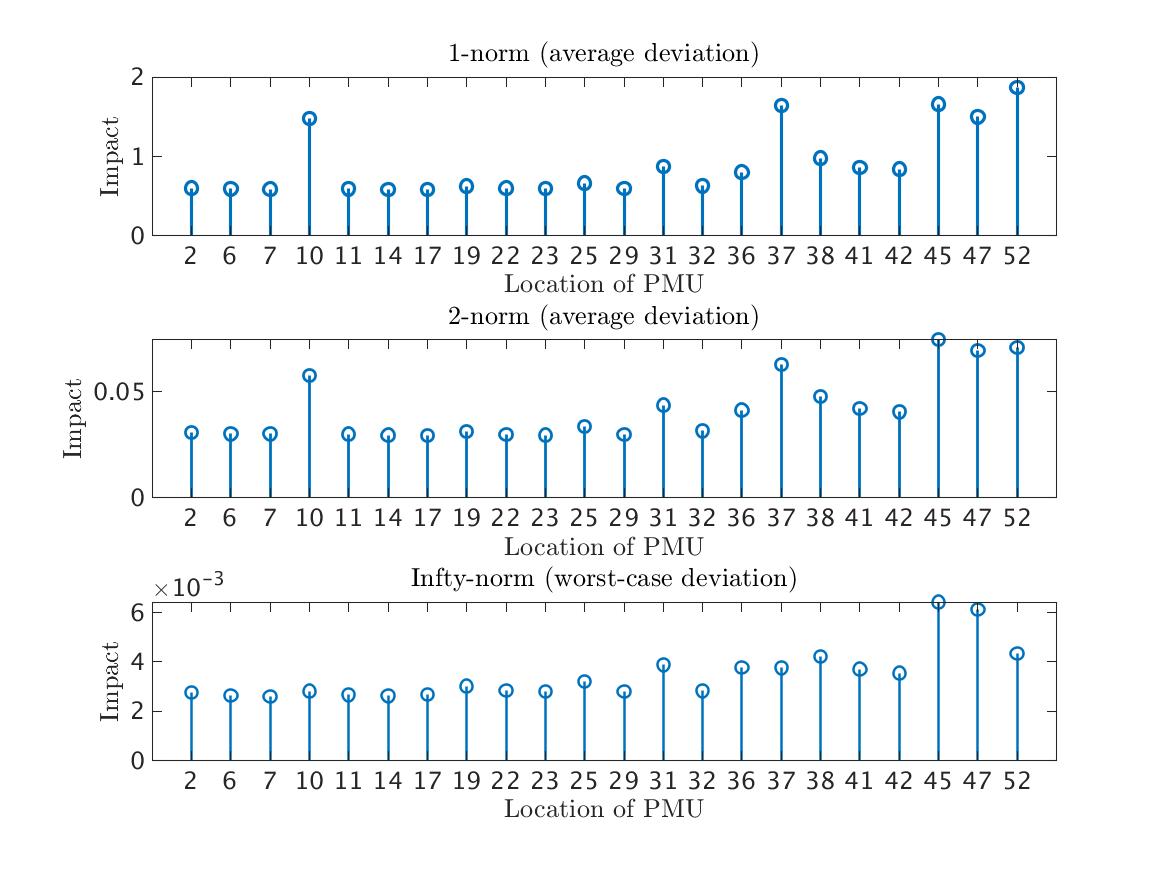 1-norm (average deviation)
2
1
0
Impact
2 6 7 10 11 14 17 19 22 23 25 29 31 32 36 37 38 41 42 45 47 52
Location of PMU
2-norm (average deviation)
0.05
0
Impact
2 6 7 10 11 14 17 19 22 23 25 29 31 32 36 37 38 41 42 45 47 52
Location of PMU
Infty-norm (worst-case deviation)
×10⁻³
6
4
2
0
Impact
2 6 7 10 11 14 17 19 22 23 25 29 31 32 36 37 38 41 42 45 47 52
Location of PMU